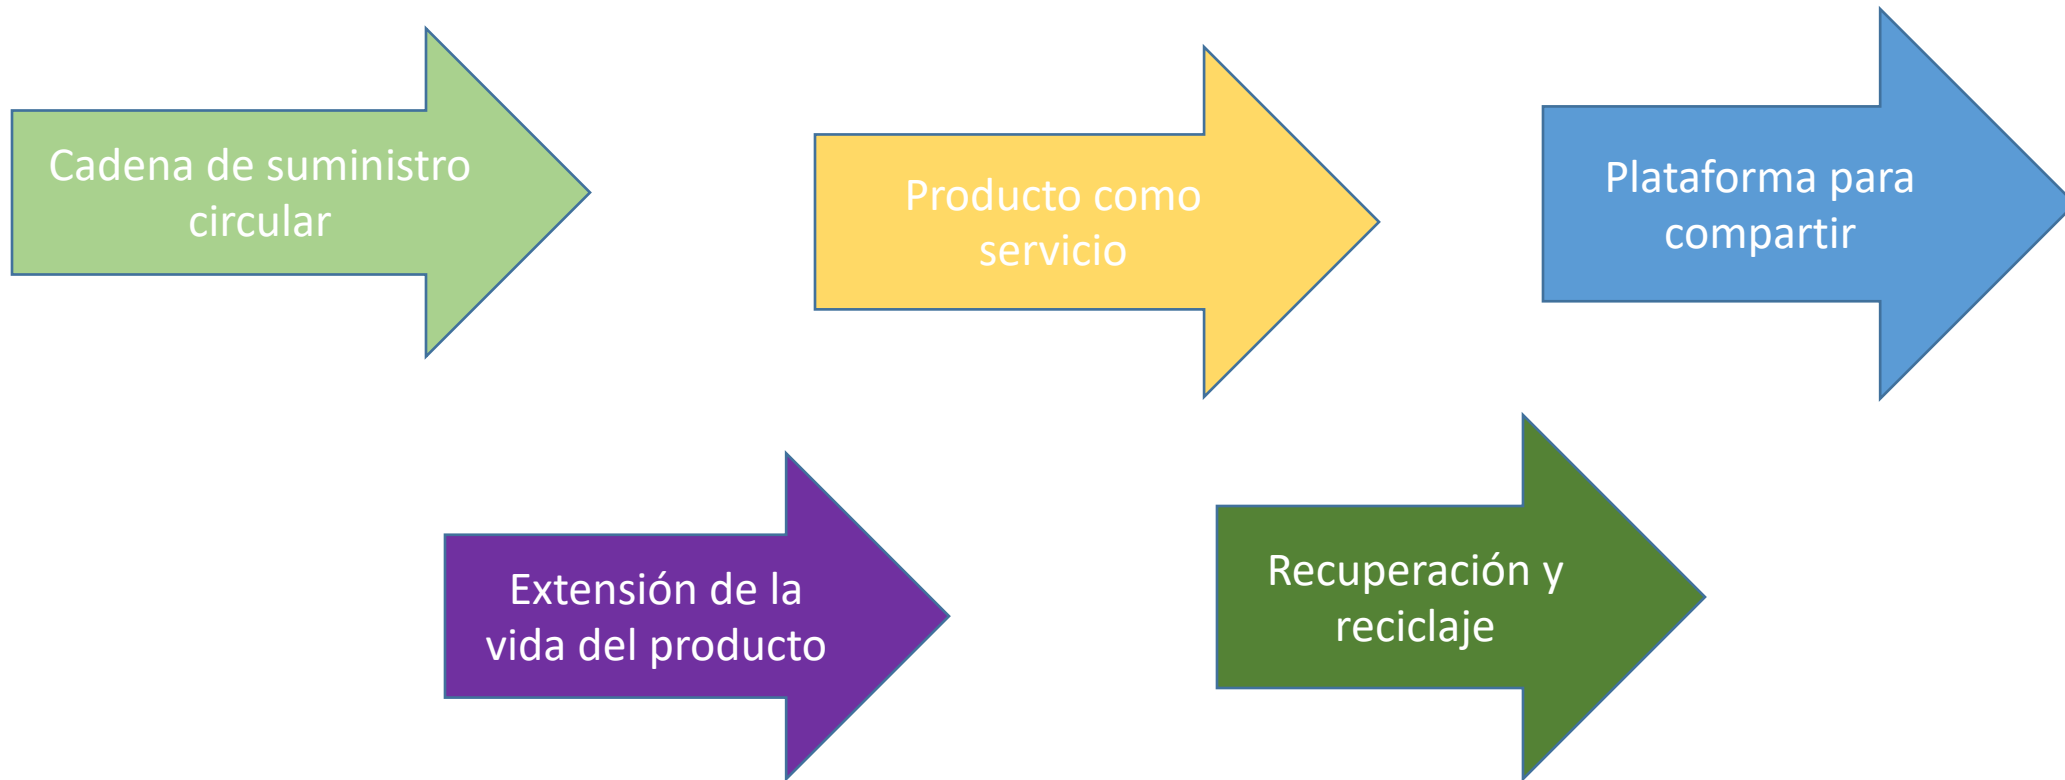 Cadena de suministro
circular
Producto como
servicio
Plataforma para
compartir
Extensión de la
vida del producto
Recuperación y
reciclaje